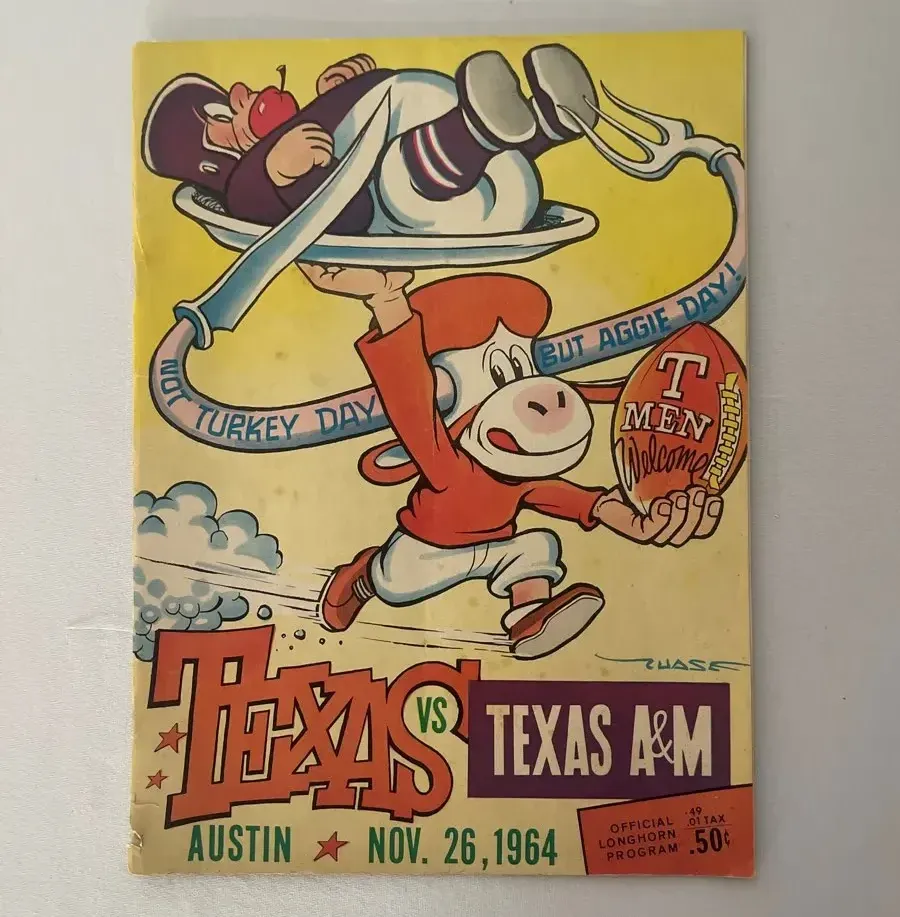 NOT TURKEY DAY
BUT AGGIE DAY!
T
MEN
Welcome
CHASE
TEXAS
VS
TEXAS A&M
AUSTIN ★ NOV. 26, 1964
OFFICIAL
LONGHORN
PROGRAM
.49
.01 TAX
.50¢